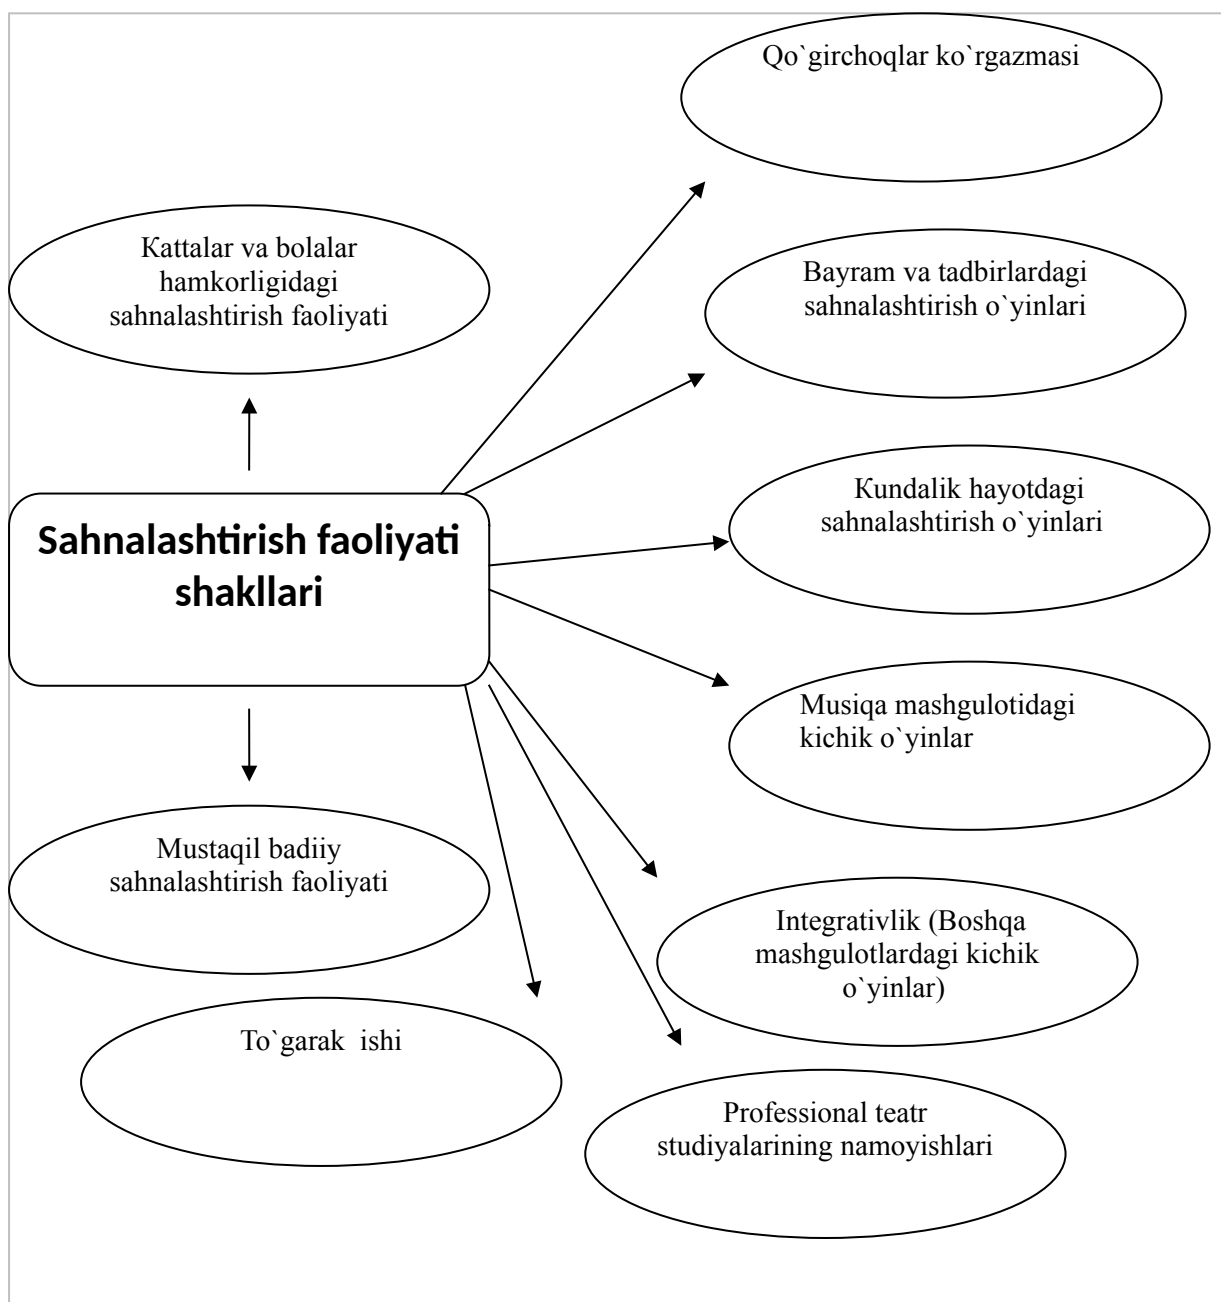 Qo`girchoqlar ko`rgazmasi
Kattalar va bolalar
hamkorligidagi
sahnalashtirish faoliyati
Bayram va tadbirlardagi
sahnalashtirish o`yinlari
Kundalik hayotdagi
sahnalashtirish o`yinlari
Sahnalashtirish faoliyati
shakllari
Musiqa mashgulotidagi
kichik o`yinlar
Mustaqil badiiy
sahnalashtirish faoliyati
Integrativlik (Boshqa
mashgulotlardagi kichik
o`yinlar)
To`garak ishi
Professional teatr
studiyalarining namoyishlari